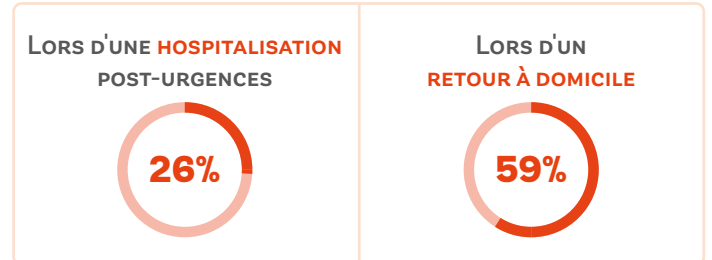 Lors d'une hospitalisation
post-urgences
26%
Lors d'un
retour à domicile
59%